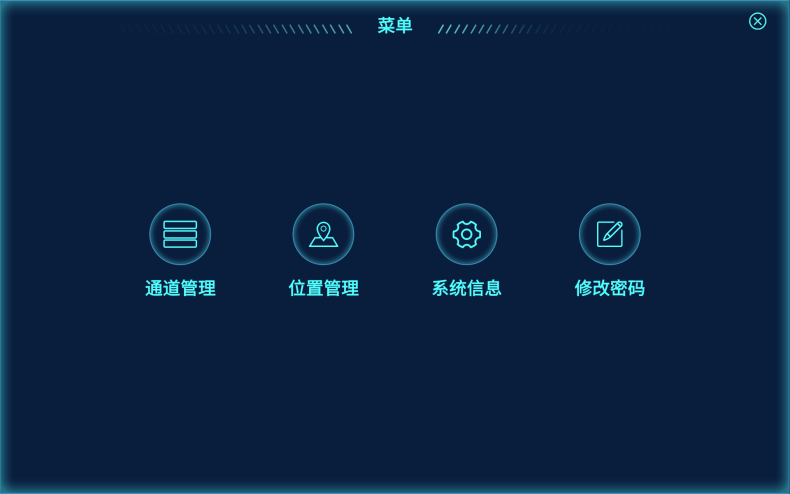 菜单
通道管理
位置管理
系统信息
修改密码